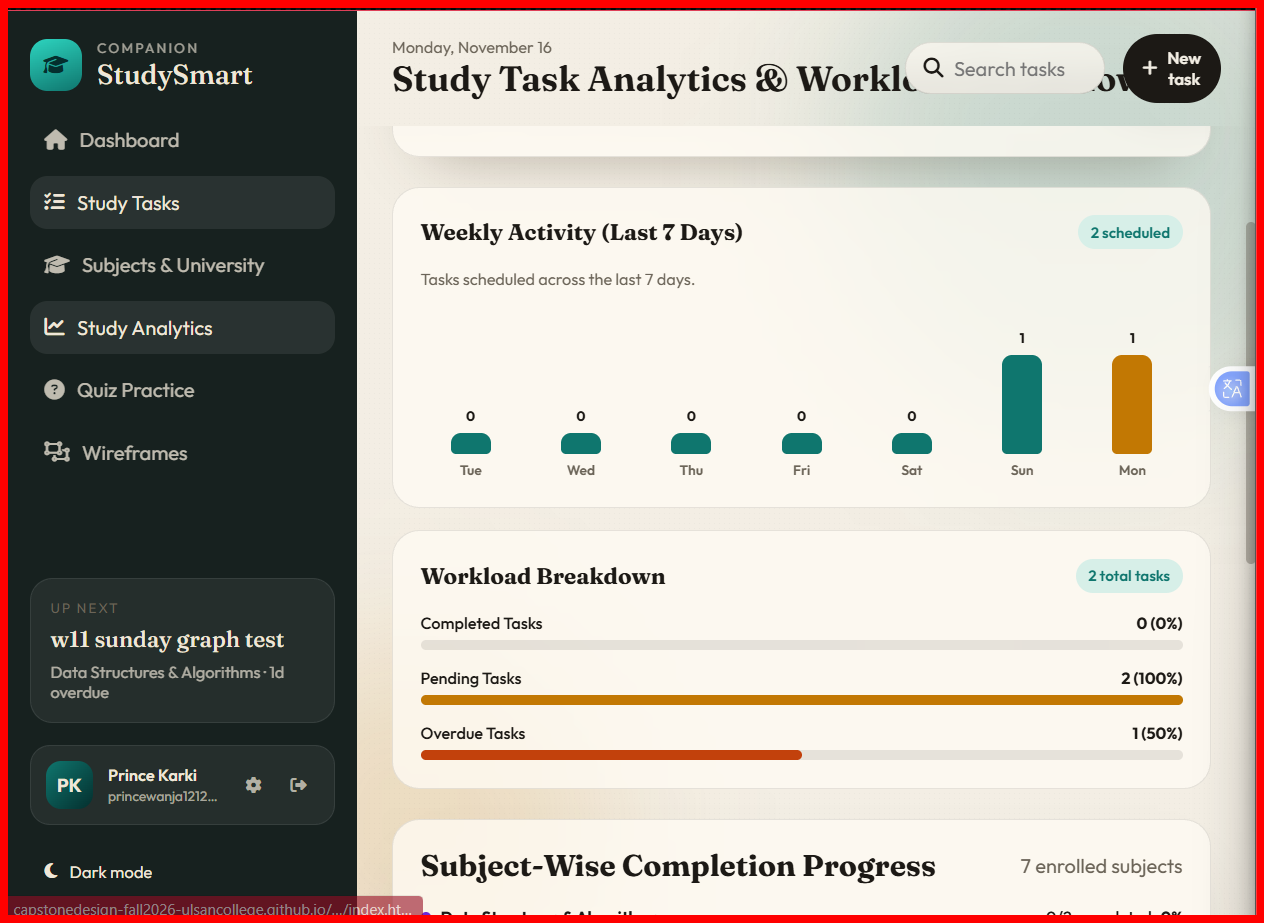 COMPANION
StudySmart
Dashboard
Study Tasks
Subjects & University
Study Analytics
Quiz Practice
Wireframes
UP NEXT
w11 sunday graph test
Data Structures & Algorithms · 1d
overdue
PK
Prince Karki
princewanja1212...
Dark mode
capstonedesign-fall2026-ulsancollege.github.io/.../index.ht...
Monday, November 16
Study Task Analytics &
Search tasks
+ New
task
Weekly Activity (Last 7 Days)
2 scheduled
Tasks scheduled across the last 7 days.
0 0 0 0 0 1 1
Tue Wed Thu Fri Sat Sun Mon
Workload Breakdown
2 total tasks
Completed Tasks 0 (0%)
Pending Tasks 2 (100%)
Overdue Tasks 1 (50%)
Subject-Wise Completion Progress
7 enrolled subjects